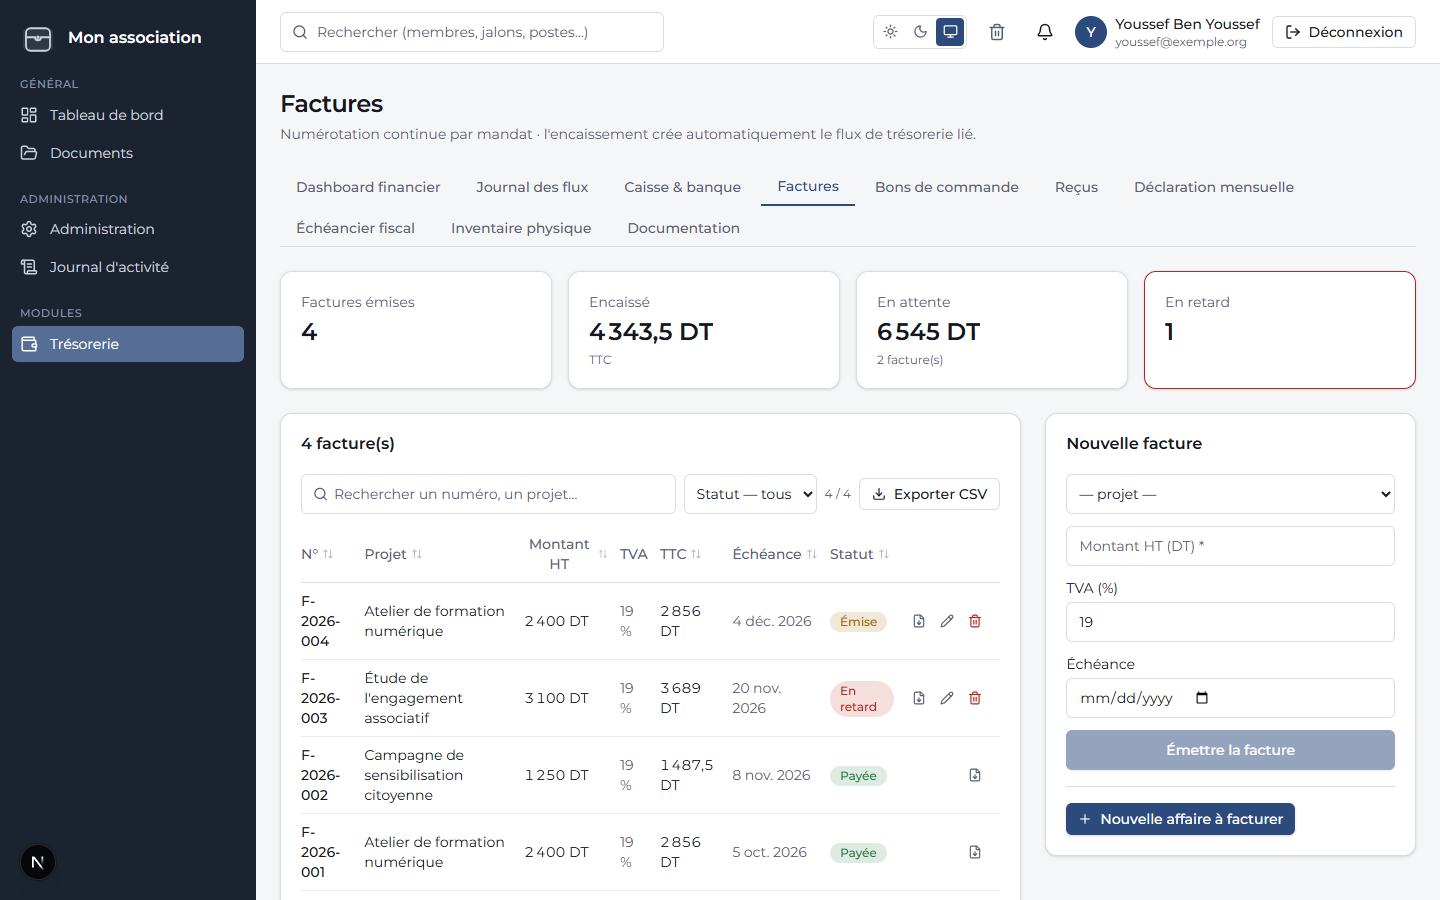 Mon association
Rechercher (membres, jalons, postes...)
Y
Youssef Ben Youssef
youssef@exemple.org
Déconnexion
GÉNÉRAL
Tableau de bord
Documents
ADMINISTRATION
Administration
Journal d'activité
MODULES
Trésorerie
N
Factures
Numérotation continue par mandat · l'encaissement crée automatiquement le flux de trésorerie lié.
Dashboard financier
Journal des flux
Caisse & banque
Factures
Bons de commande
Reçus
Déclaration mensuelle
Échéancier fiscal
Inventaire physique
Documentation
Factures émises
4
Encaissé
4 343,5 DT
TTC
En attente
6 545 DT
2 facture(s)
En retard
1
4 facture(s)
Rechercher un numéro, un projet...
Statut — tous
4 / 4
Exporter CSV
N° Projet Montant HT TVA TTC Échéance Statut
F-2026-004 Atelier de formation numérique 2 400 DT 19 % 2 856 DT 4 déc. 2026 Émise
F-2026-003 Étude de l'engagement associatif 3 100 DT 19 % 3 689 DT 20 nov. 2026 En retard
F-2026-002 Campagne de sensibilisation citoyenne 1 250 DT 19 % 1 487,5 DT 8 nov. 2026 Payée
F-2026-001 Atelier de formation numérique 2 400 DT 19 % 2 856 DT 5 oct. 2026 Payée
Nouvelle facture
— projet —
Montant HT (DT) *
TVA (%)
19
Échéance
mm/dd/yyyy
Émettre la facture
+ Nouvelle affaire à facturer